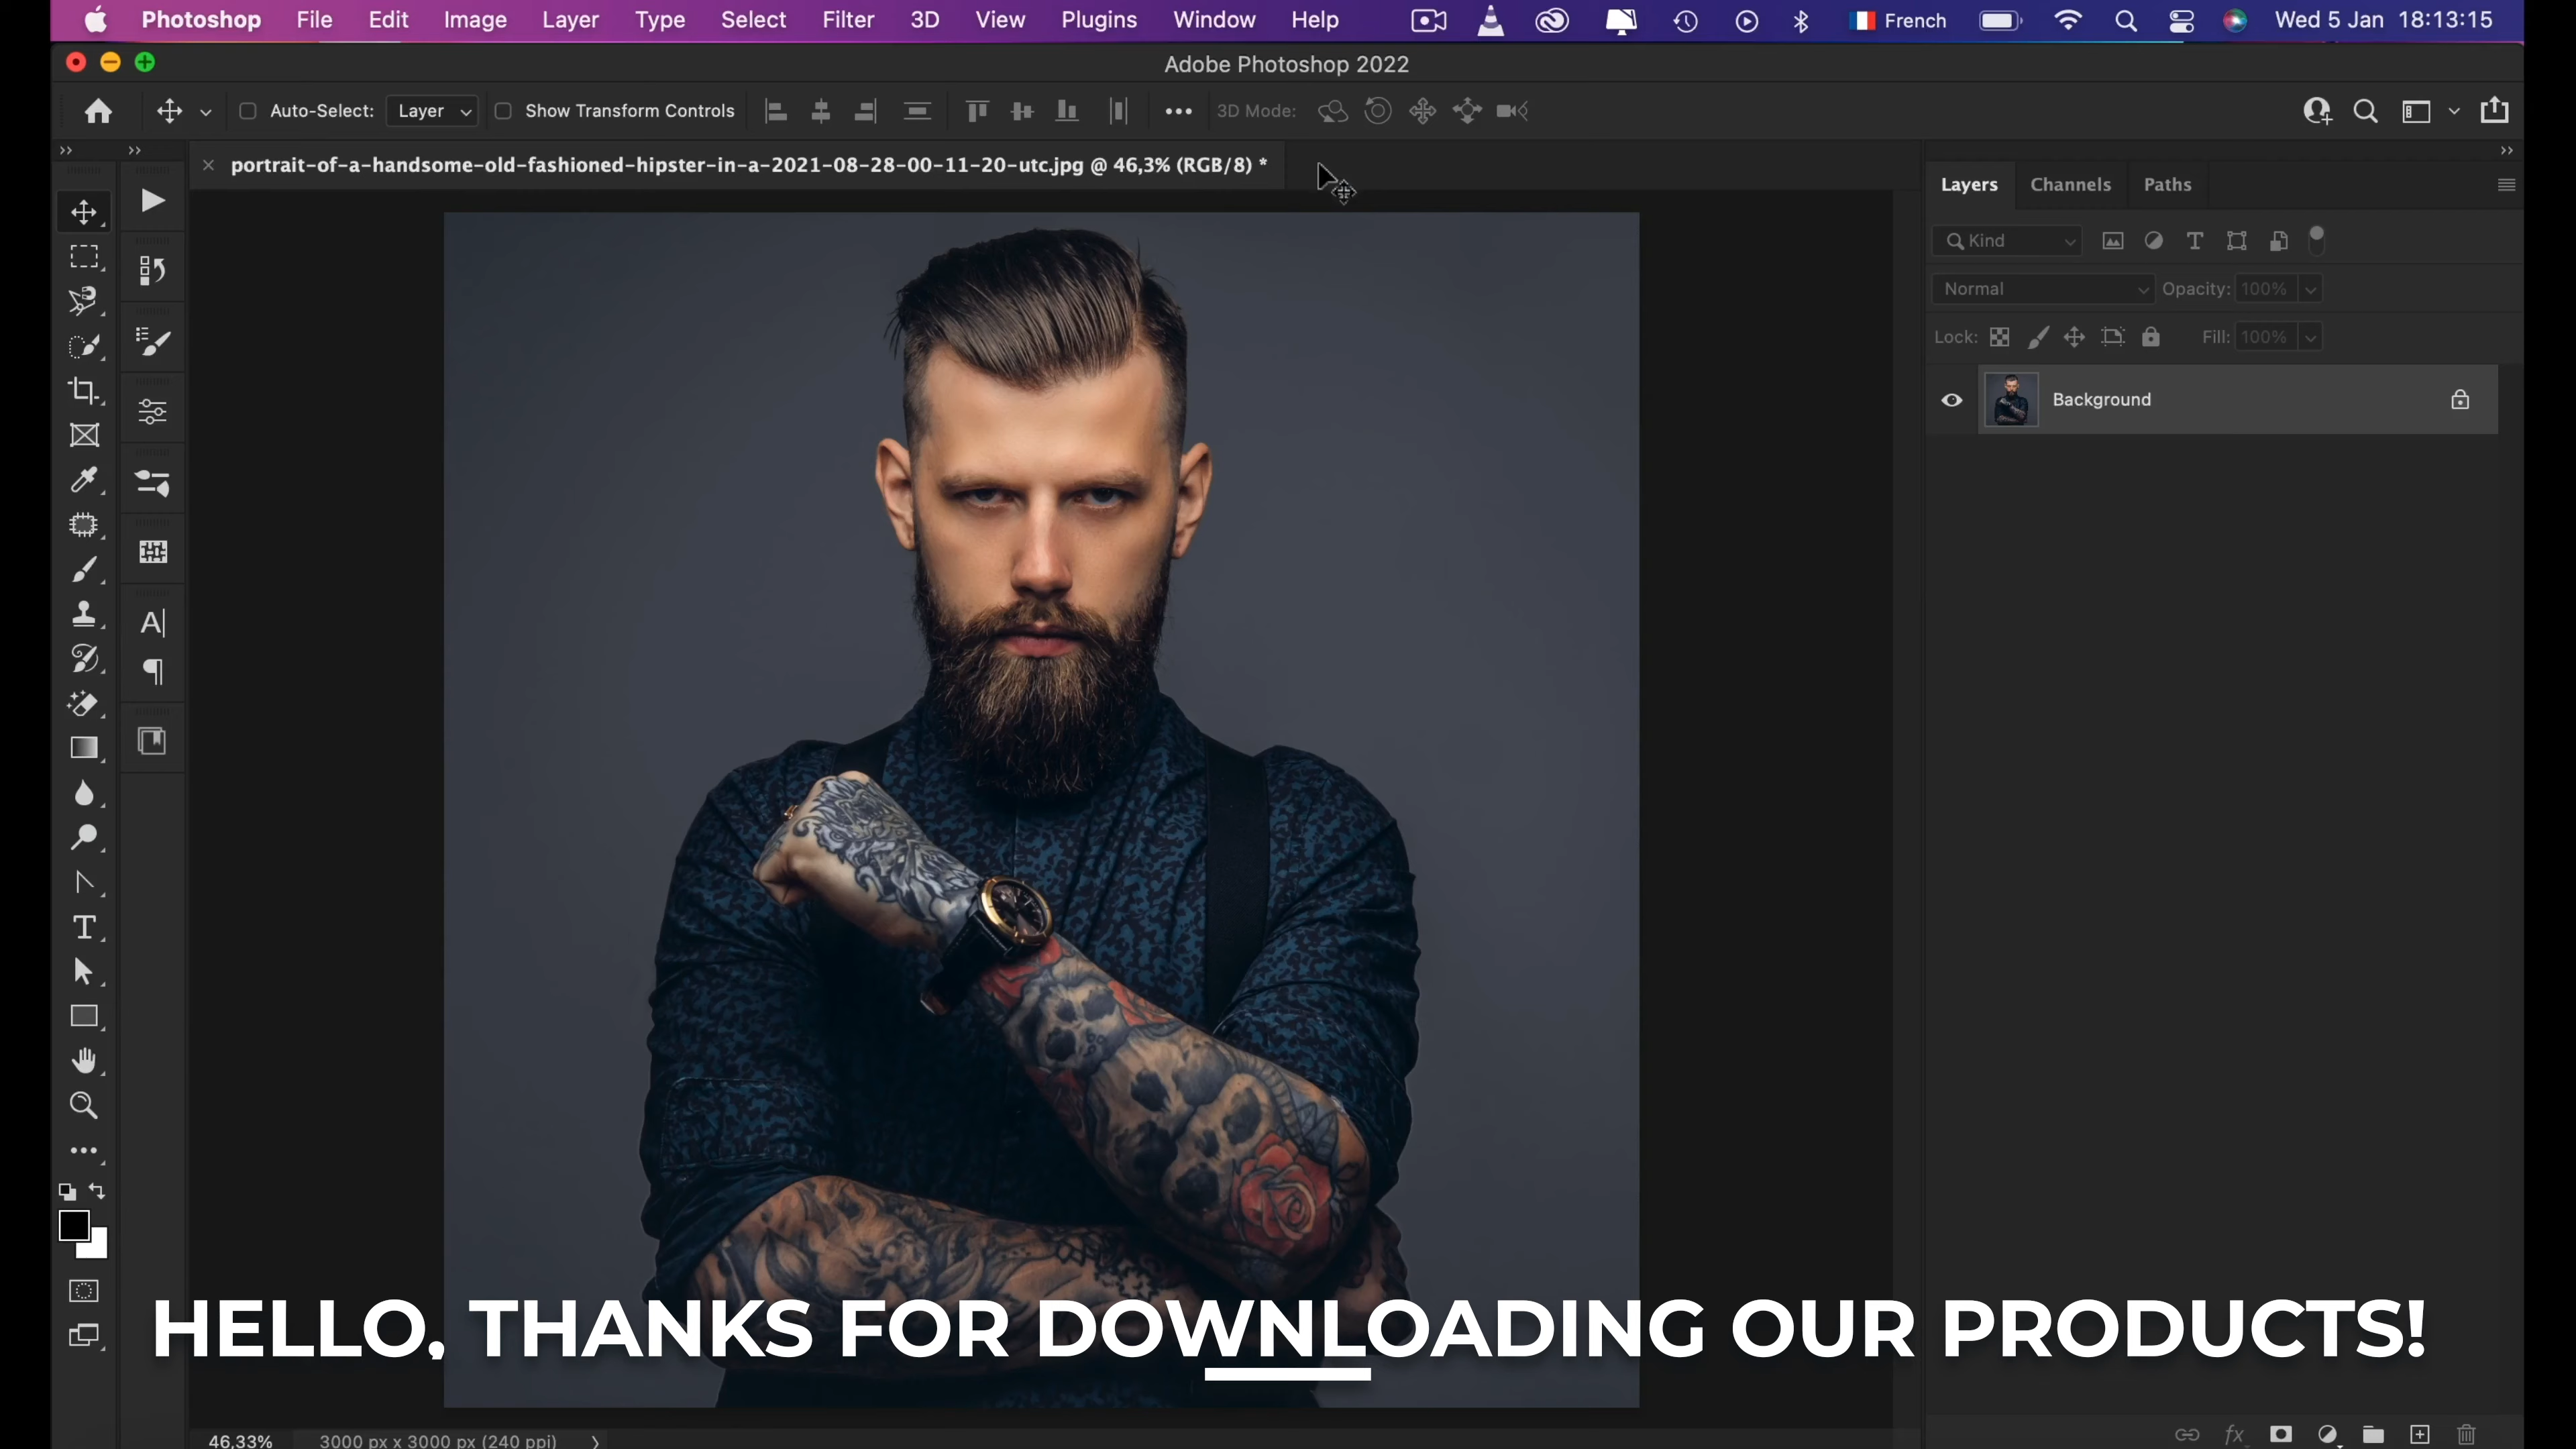 Photoshop File Edit Image Layer Type Select Filter 3D View Plugins Window Help French Wed 5 Jan 18:13:15
Adobe Photoshop 2022
Auto-Select: Layer Show Transform Controls 3D Mode:
portrait-of-a-handsome-old-fashioned-hipster-in-a-2021-08-28-00-11-20-utc.jpg @ 46,3% (RGB/8) *
Layers Channels Paths
Kind
Normal Opacity: 100%
Lock: Fill: 100%
Background
HELLO, THANKS FOR DOWNLOADING OUR PRODUCTS!
46,33% 3000 px x 3000 px (240 ppi)
fx